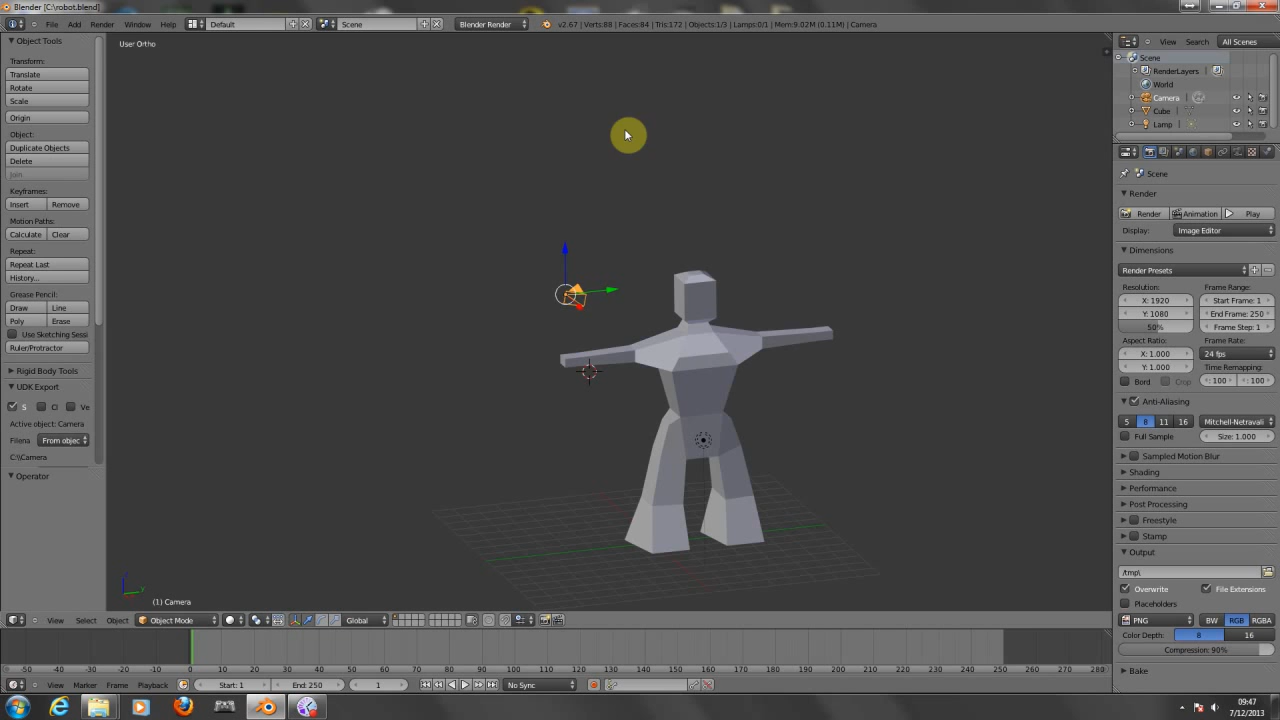 Blender [C:\robot.blend]
File Add Render Window Help Default Scene Blender Render v2.67 | Verts:88 | Faces:84 | Tris:172 | Objects:1/3 | Lamps:0/1 | Mem:9.02M (0.11M) | Camera
Object Tools
Transform:
Translate
Rotate
Scale
Origin
Object:
Duplicate Objects
Delete
Join
Keyframes:
Insert Remove
Motion Paths:
Calculate Clear
Repeat:
Repeat Last
History...
Grease Pencil:
Draw Line
Poly Erase
Use Sketching Sessi
Ruler/Protractor
Rigid Body Tools
UDK Export
S Cl Ve
Active object: Camera
Filena From objec
C:\\Camera
Operator
User Ortho
(1) Camera
View Search All Scenes
Scene
RenderLayers
World
Camera
Cube
Lamp
Scene
Render
Render Animation Play
Display: Image Editor
Dimensions
Render Presets
Resolution: Frame Range:
X: 1920 Start Frame: 1
Y: 1080 End Frame: 250
50% Frame Step: 1
Aspect Ratio: Frame Rate:
X: 1.000 24 fps
Y: 1.000 Time Remapping:
Bord Crop : 100 : 100
Anti-Aliasing
5 8 11 16 Mitchell-Netravali
Full Sample Size: 1.000
Sampled Motion Blur
Shading
Performance
Post Processing
Freestyle
Stamp
Output
/tmp\
Overwrite File Extensions
Placeholders
PNG BW RGB RGBA
Color Depth: 8 16
Compression: 90%
Bake
View Select Object Object Mode Global
-50 -40 -30 -20 -10 0 10 20 30 40 50 60 70 80 90 100 110 120 130 140 150 160 170 180 190 200 210 220 230 240 250 260 270 280
View Marker Frame Playback Start: 1 End: 250 1 No Sync
09:47
7/12/2013